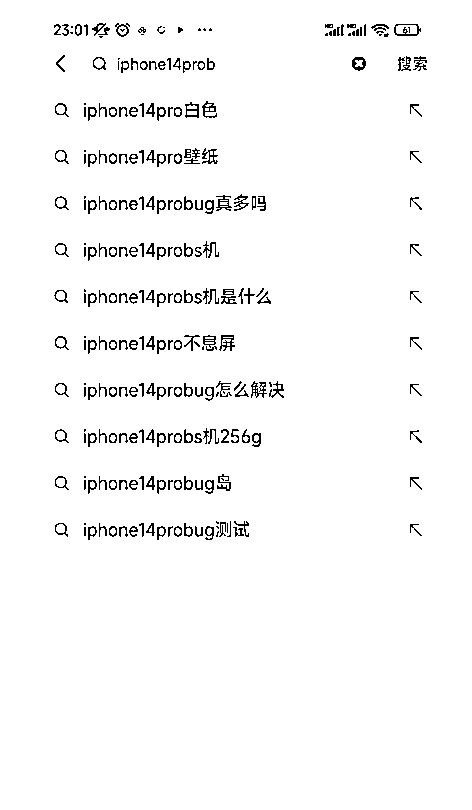 23:01
61
iphone14prob
搜索
iphone14pro白色
iphone14pro壁纸
iphone14probug真多吗
iphone14probs机
iphone14probs机是什么
iphone14pro不息屏
iphone14probug怎么解决
iphone14probs机256g
iphone14probug岛
iphone14probug测试